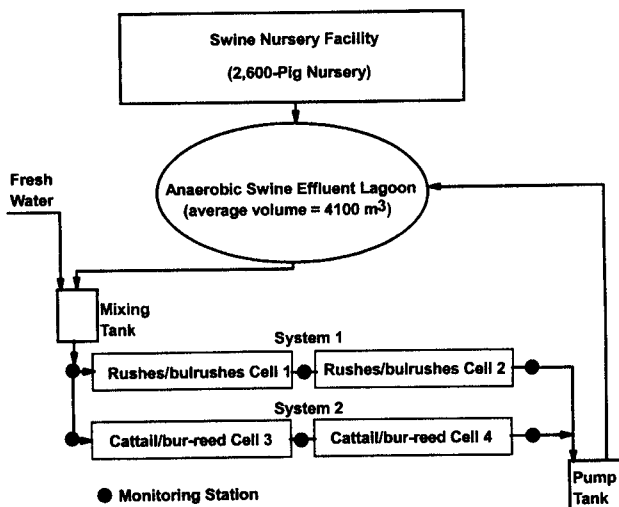 Swine Nursery Facility
(2,600-Pig Nursery)
Fresh
Water
Anaerobic Swine Effluent Lagoon
(average volume = 4100 m³)
Mixing
Tank
System 1
Rushes/bulrushes Cell 1
Rushes/bulrushes Cell 2
System 2
Cattail/bur-reed Cell 3
Cattail/bur-reed Cell 4
Monitoring Station
Pump
Tank